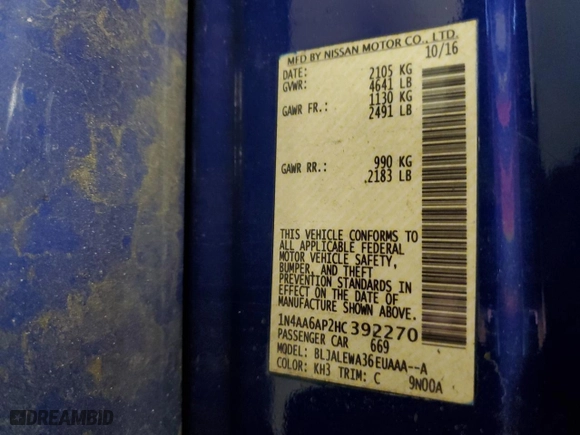 MFD BY NISSAN MOTOR CO., LTD.
DATE: 10/16
GVWR: 2105 KG
4641 LB
GAWR FR.: 1130 KG
2491 LB
GAWR RR.: 990 KG
.2183 LB
THIS VEHICLE CONFORMS TO
ALL APPLICABLE FEDERAL
MOTOR VEHICLE SAFETY,
BUMPER, AND THEFT
PREVENTION STANDARDS IN
EFFECT ON THE DATE OF
MANUFACTURE SHOWN ABOVE.
1N4AA6AP2HC392270
PASSENGER CAR 669
MODEL: BLJALEWA36EUAAA--A
COLOR: KH3 TRIM: C 9N00A
DREAMBID